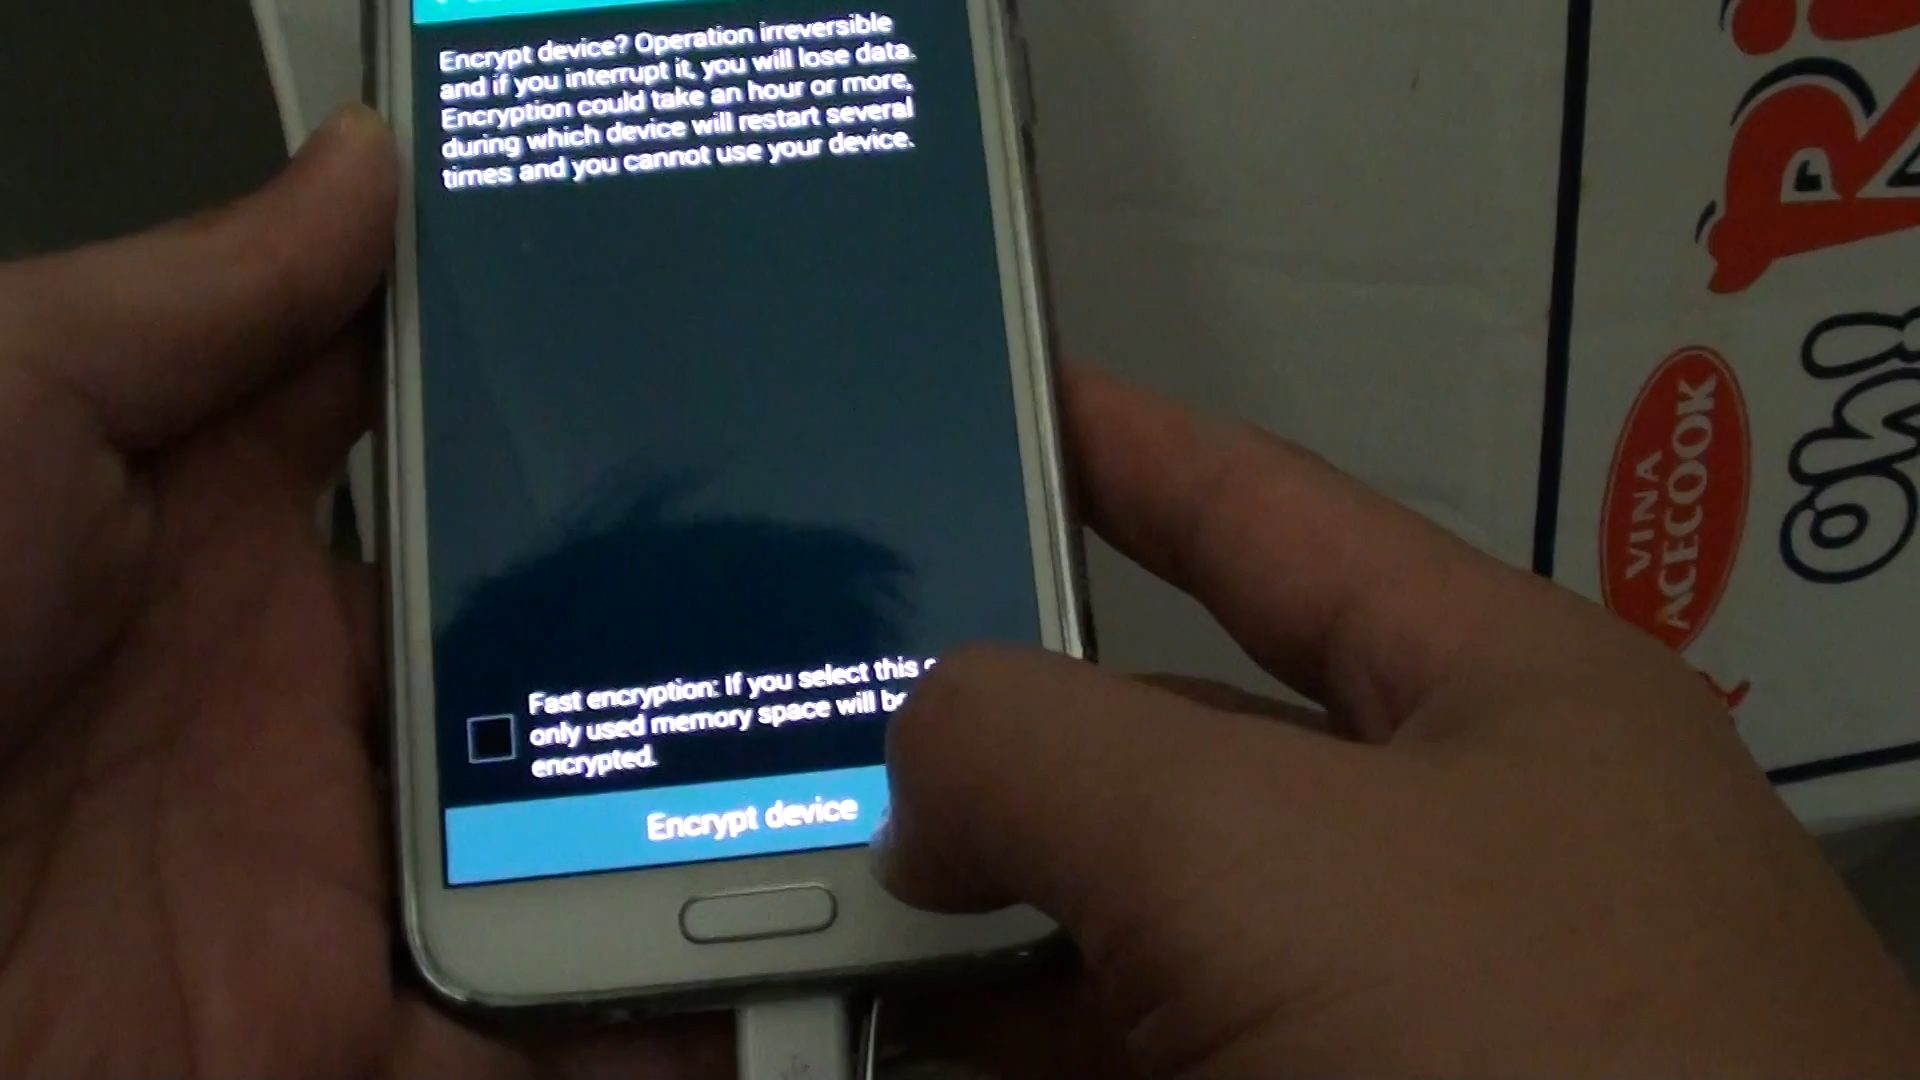 Encrypt device? Operation irreversible
and if you interrupt it, you will lose data.
Encryption could take an hour or more,
during which device will restart several
times and you cannot use your device.
Fast encryption: If you select this
only used memory space will
encrypted.
Encrypt device
VINA
ACECOOK
Oh!
Ri